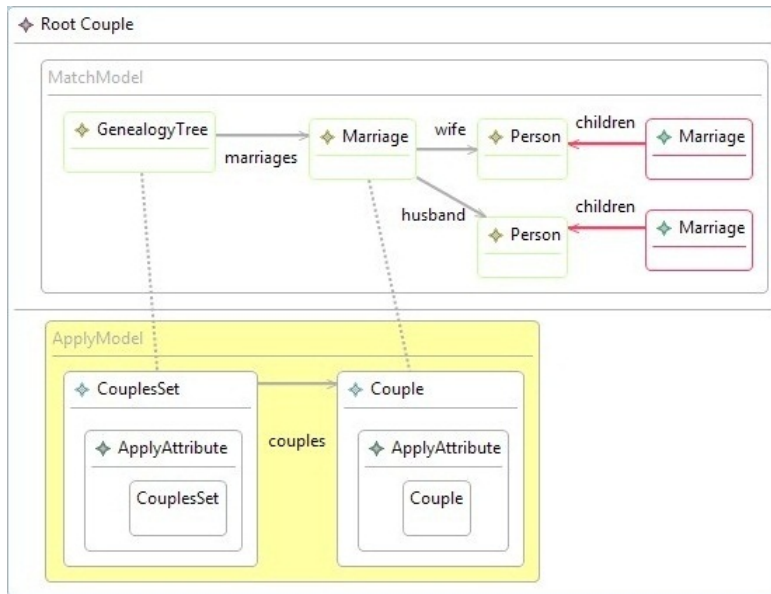 Root Couple
MatchModel
GenealogyTree
marriages
Marriage
wife
husband
Person
children
Marriage
Person
children
Marriage
ApplyModel
CouplesSet
couples
Couple
ApplyAttribute
CouplesSet
ApplyAttribute
Couple